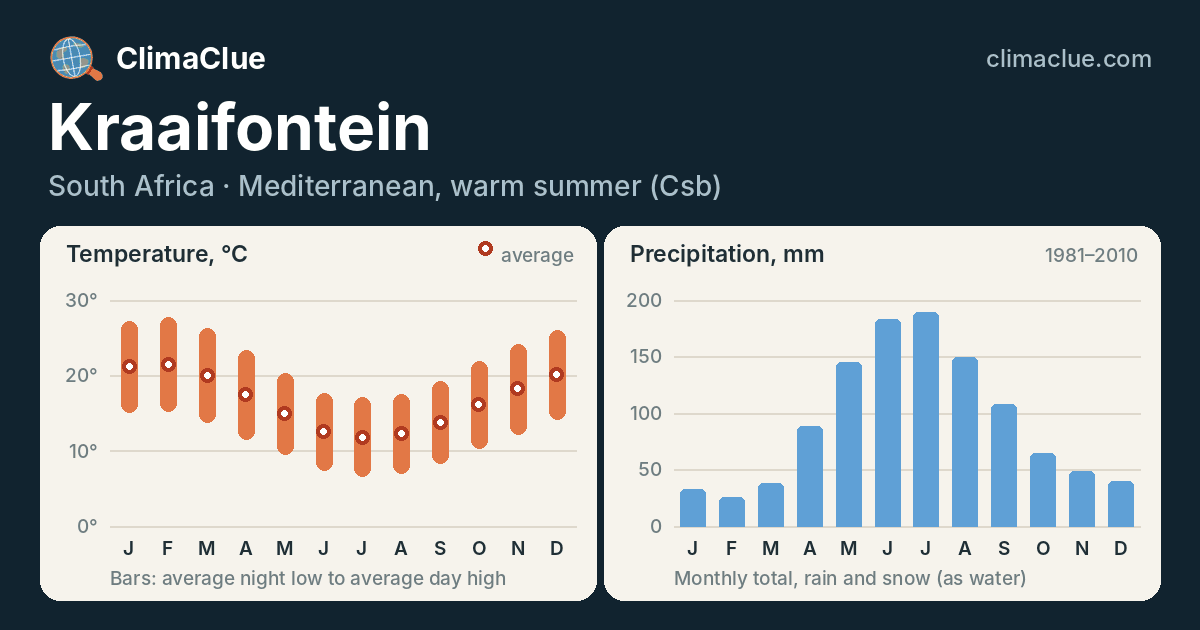 ClimaClue
climaclue.com
Kraaifontein
South Africa · Mediterranean, warm summer (Csb)
Temperature, °C
average
30°
20°
10°
0°
J F M A M J J A S O N D
Bars: average night low to average day high
Precipitation, mm
1981–2010
200
150
100
50
0
J F M A M J J A S O N D
Monthly total, rain and snow (as water)